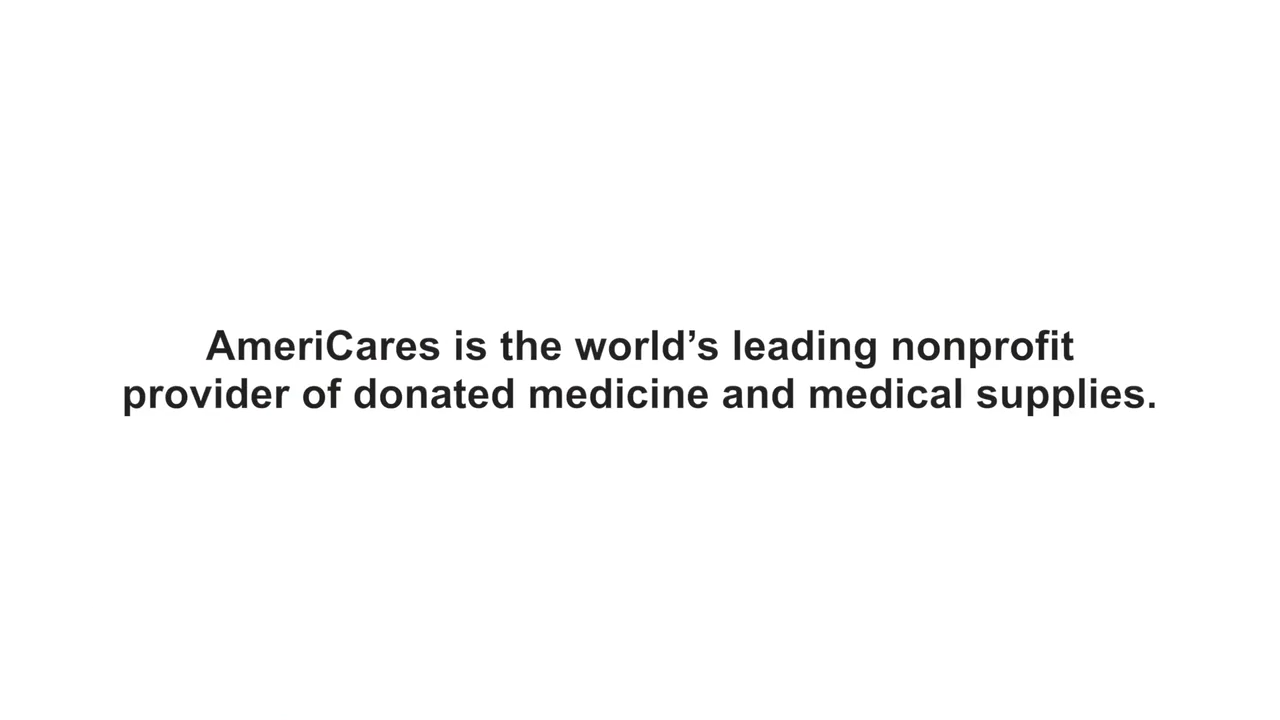 AmeriCares is the world’s leading nonprofit
provider of donated medicine and medical supplies.